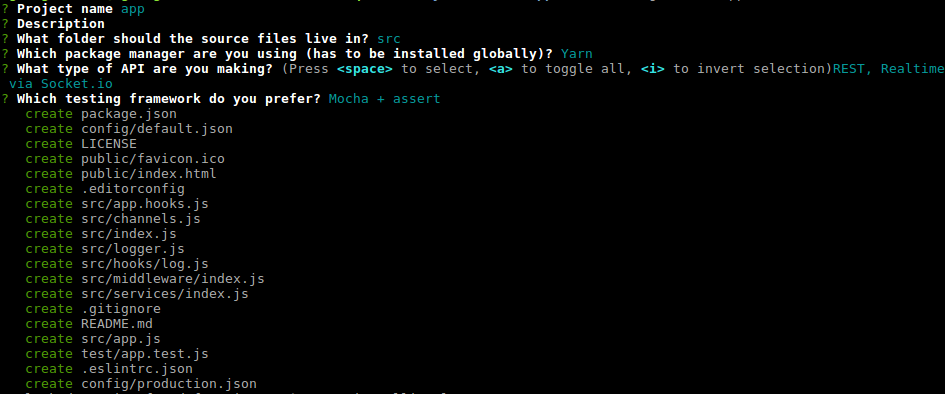 ? Project name app
? Description
? What folder should the source files live in? src
? Which package manager are you using (has to be installed globally)? Yarn
? What type of API are you making? (Press <space> to select, <a> to toggle all, <i> to invert selection)REST, Realtime
via Socket.io
? Which testing framework do you prefer? Mocha + assert
create package.json
create config/default.json
create LICENSE
create public/favicon.ico
create public/index.html
create .editorconfig
create src/app.hooks.js
create src/channels.js
create src/index.js
create src/logger.js
create src/hooks/log.js
create src/middleware/index.js
create src/services/index.js
create .gitignore
create README.md
create src/app.js
create test/app.test.js
create .eslintrc.json
create config/production.json